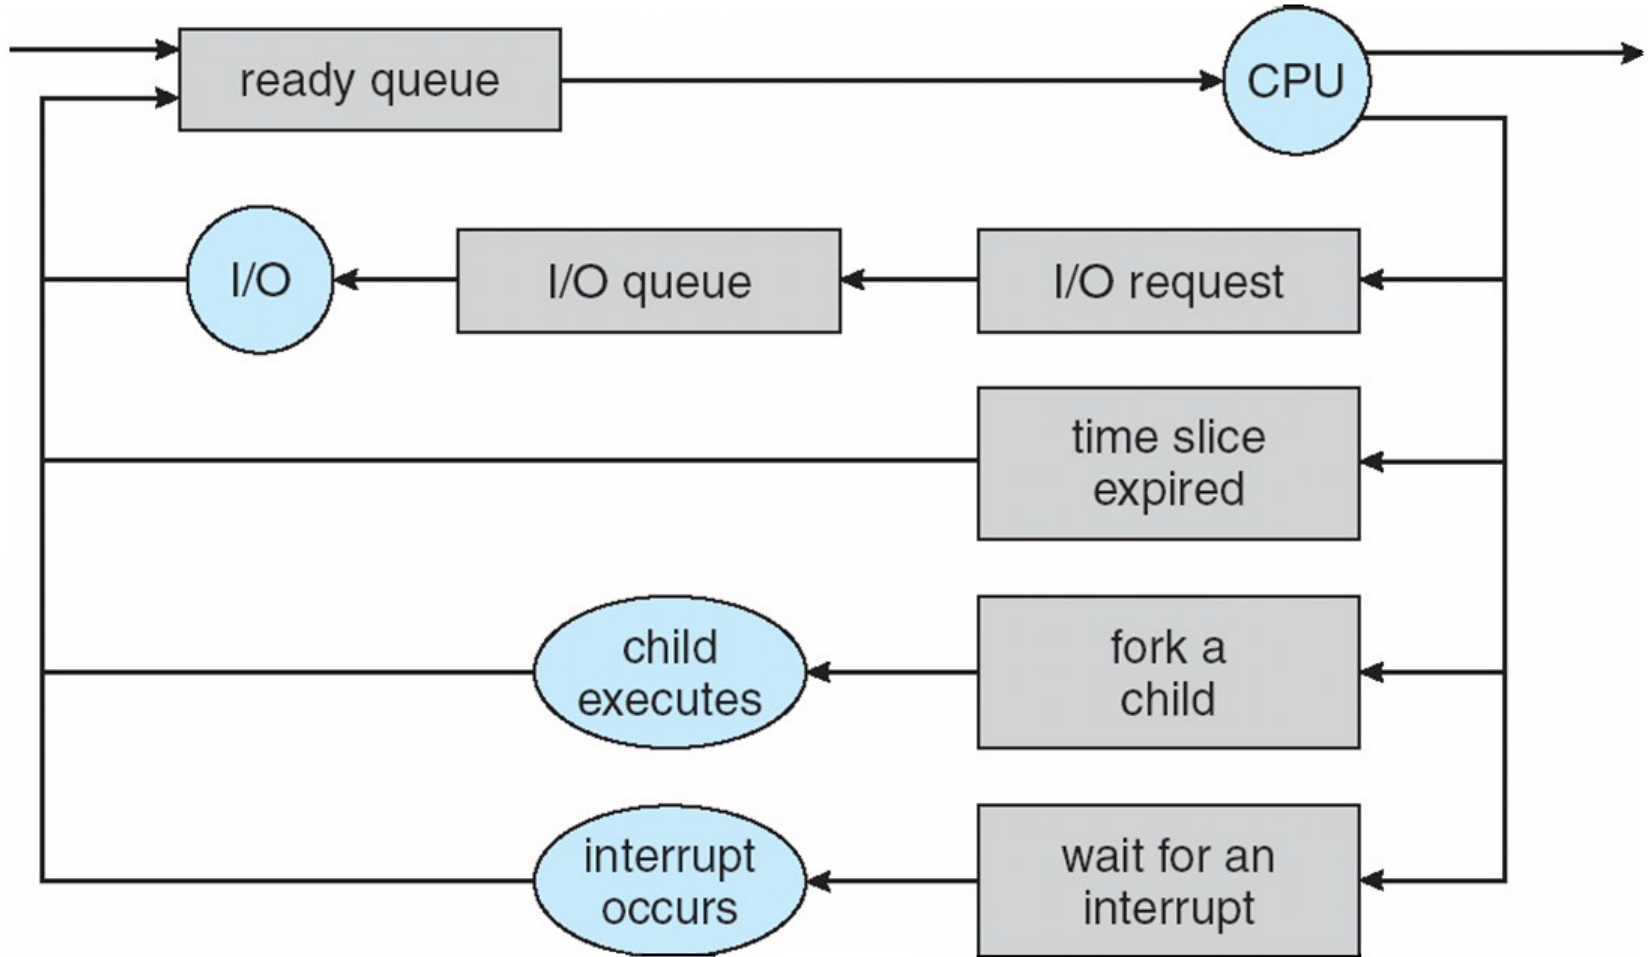 ready queue
CPU
I/O
I/O queue
I/O request
time slice
expired
child
executes
fork a
child
interrupt
occurs
wait for an
interrupt